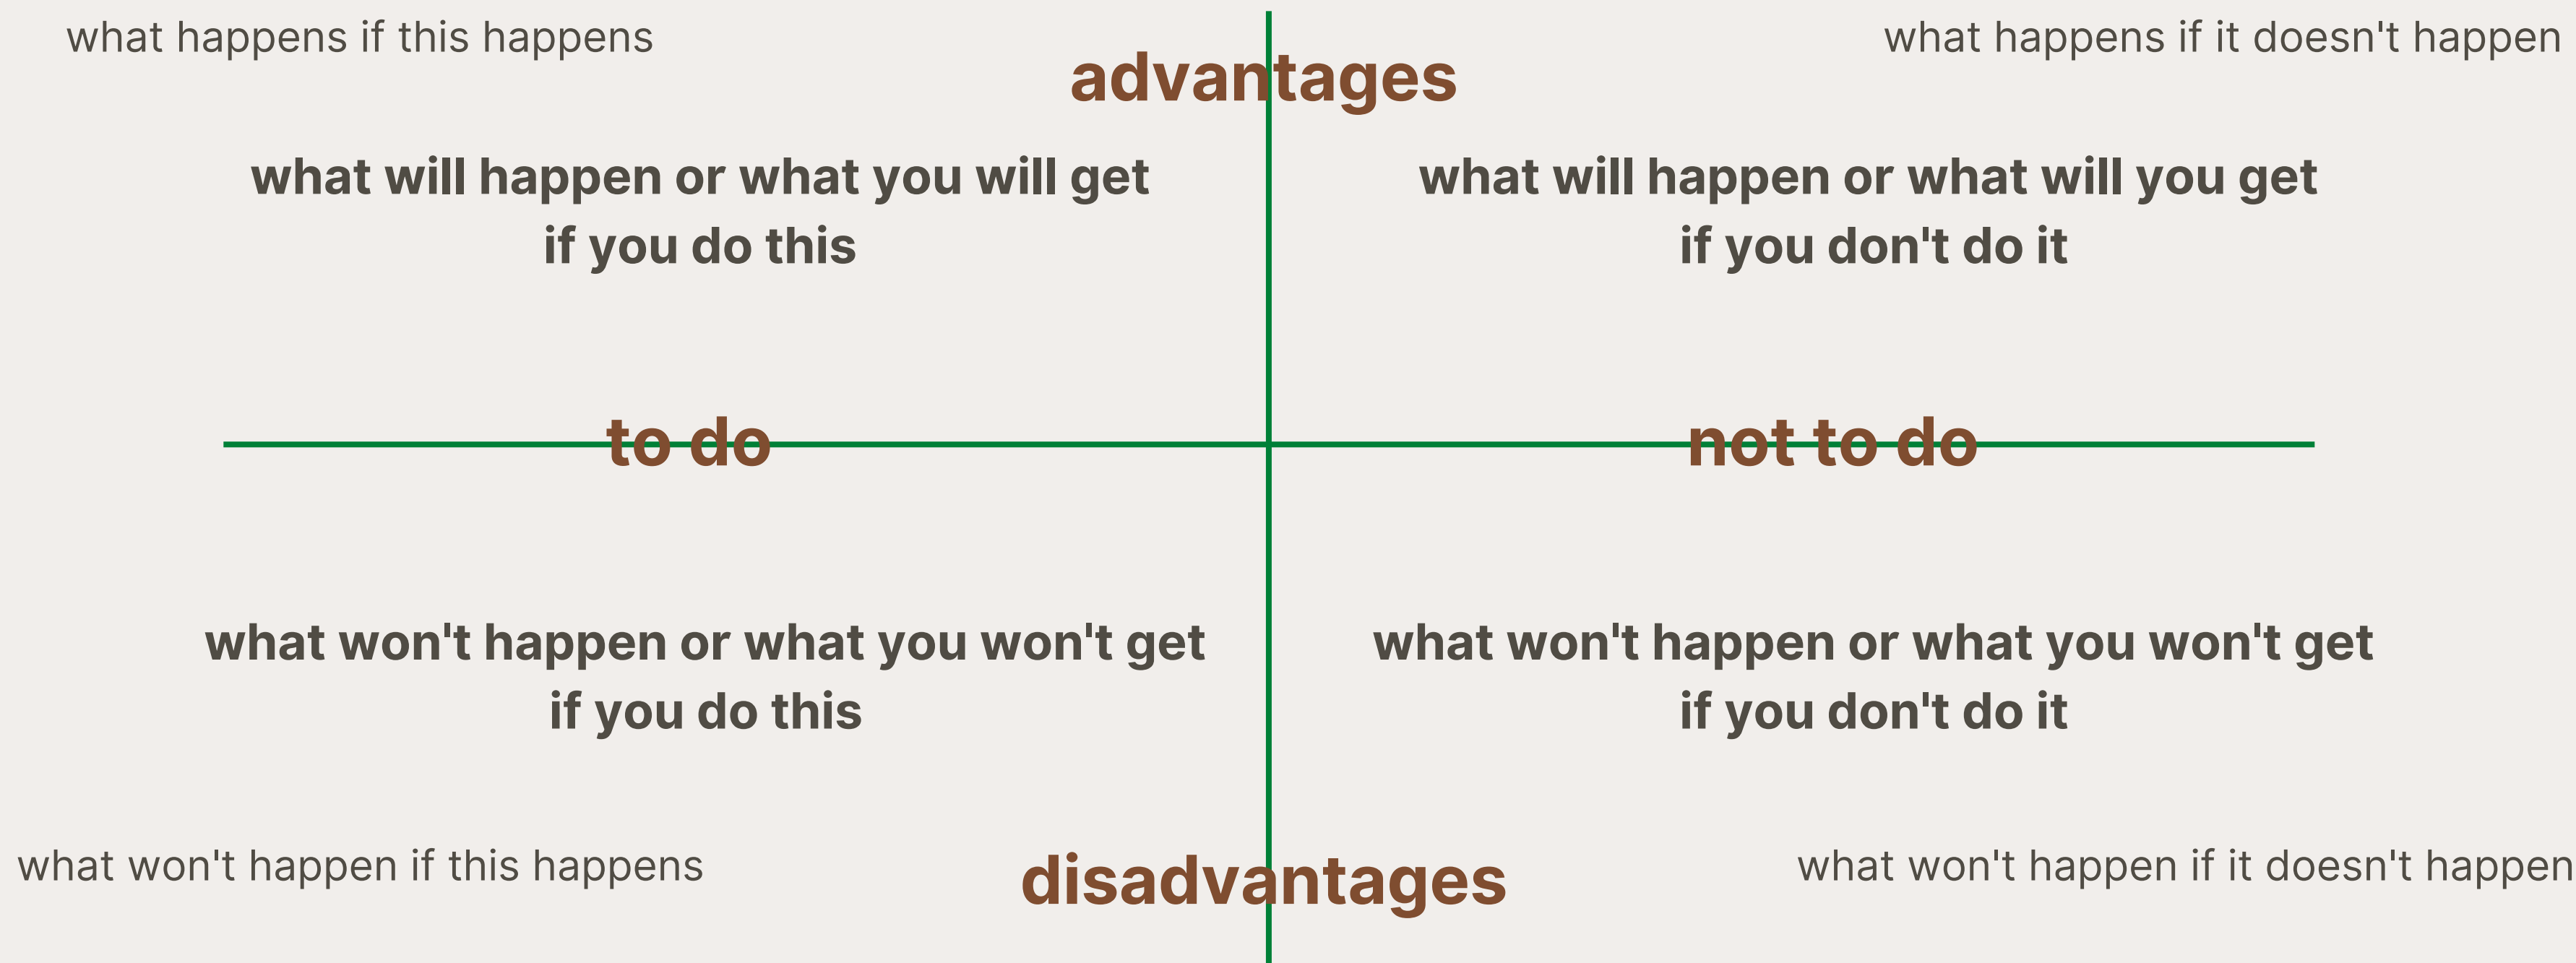 what happens if this happens
what happens if it doesn't happen
advantages
what will happen or what you will get
if you do this
what will happen or what will you get
if you don't do it
to do
not to do
what won't happen or what you won't get
if you do this
what won't happen or what you won't get
if you don't do it
what won't happen if this happens
what won't happen if it doesn't happen
disadvantages